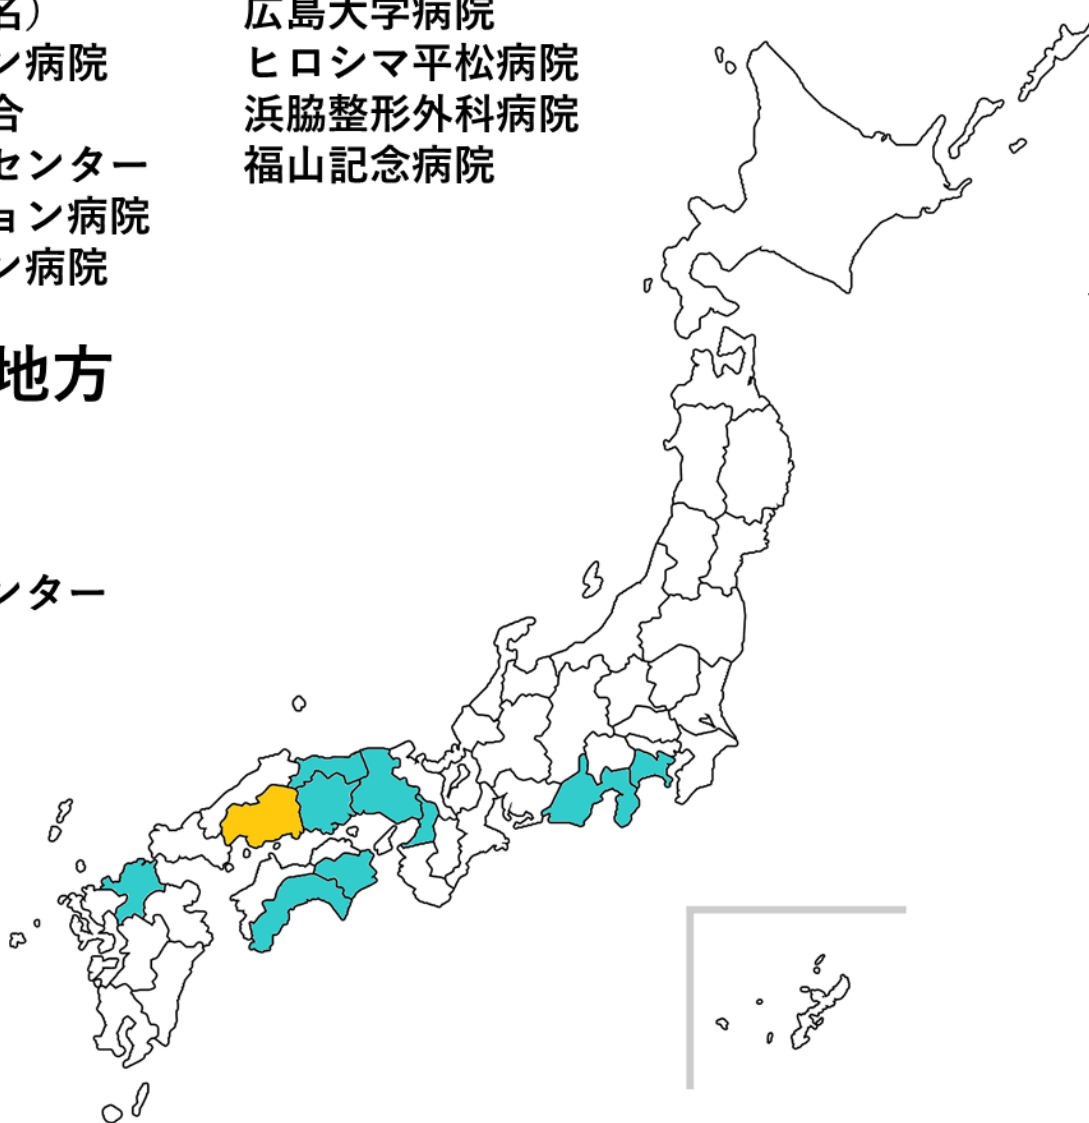 名）
ン病院
合
センター
ョン病院
ン病院
地方
ンター
広島大学病院
ヒロシマ平松病院
浜脇整形外科病院
福山記念病院